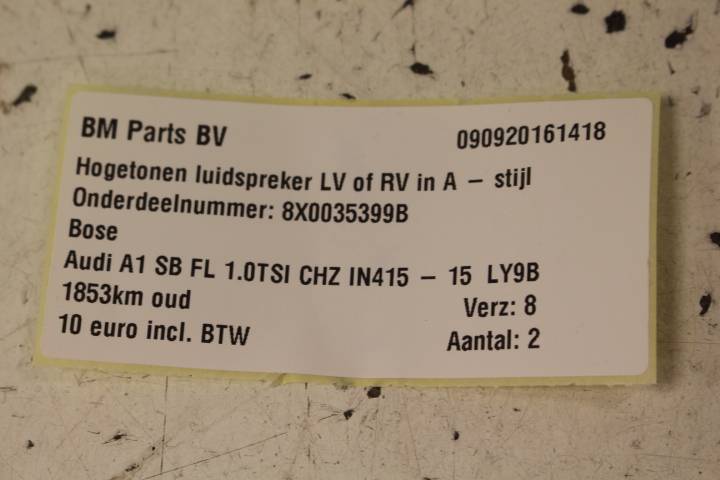 BM Parts BV 090920161418
Hogetonen luidspreker LV of RV in A – stijl
Onderdeelnummer: 8X0035399B
Bose
Audi A1 SB FL 1.0TSI CHZ IN415 – 15 LY9B
1853km oud Verz: 8
10 euro incl. BTW Aantal: 2